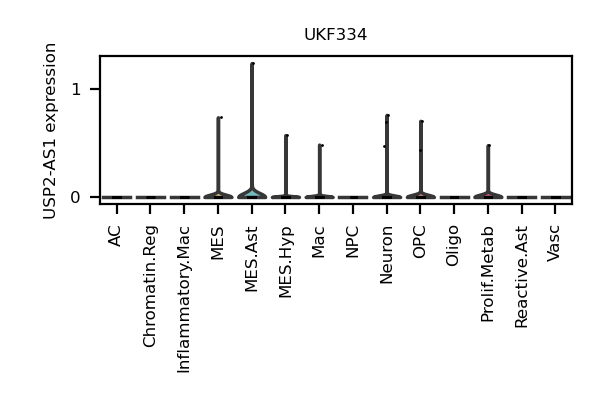 UKF334
USP2-AS1 expression
1
0
AC
Chromatin.Reg
Inflammatory.Mac
MES
MES.Ast
MES.Hyp
Mac
NPC
Neuron
OPC
Oligo
Prolif.Metab
Reactive.Ast
Vasc